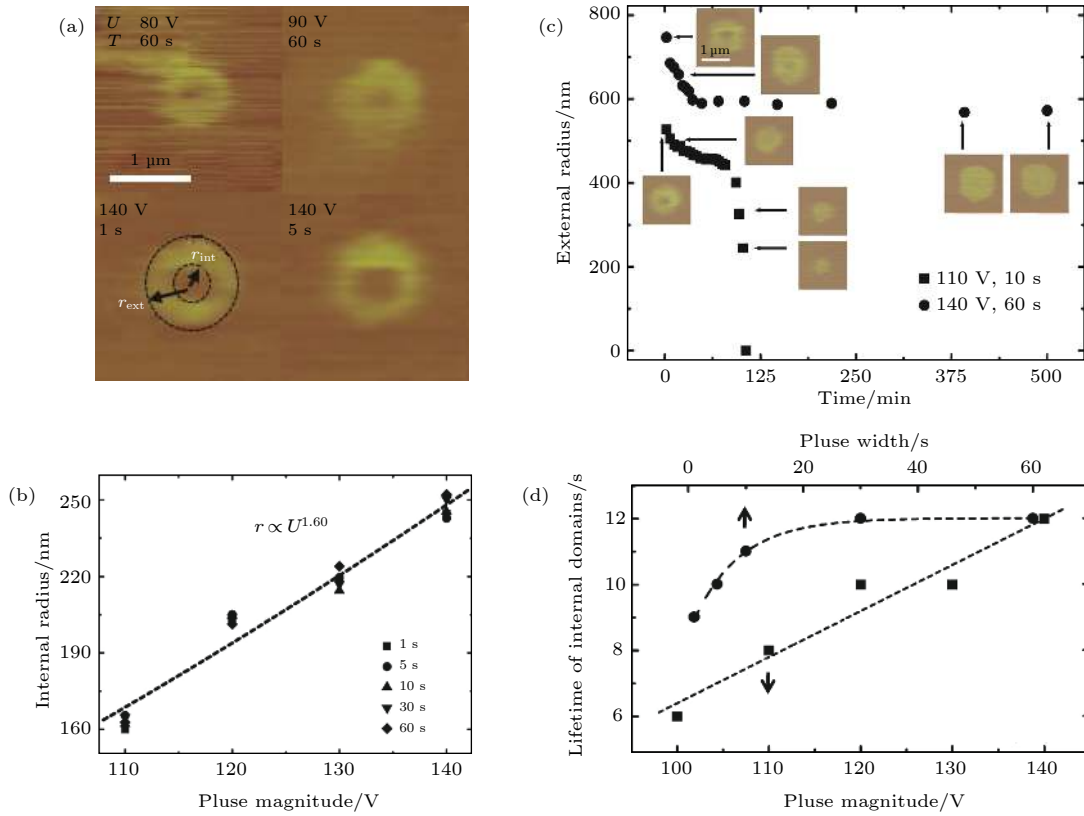 (a)
U 80 V
T 60 s
90 V
60 s
1 µm
140 V
1 s
r_int
r_ext
140 V
5 s
(b)
Internal radius/nm
250
220
190
160
r ∝ U^1.60
1 s
5 s
10 s
30 s
60 s
110 120 130 140
Pluse magnitude/V
(c)
External radius/nm
800
600
400
200
0
1 µm
110 V, 10 s
140 V, 60 s
0 125 250 375 500
Time/min
Pluse width/s
0 20 40 60
(d)
Lifetime of internal domains/s
12
10
8
6
100 110 120 130 140
Pluse magnitude/V